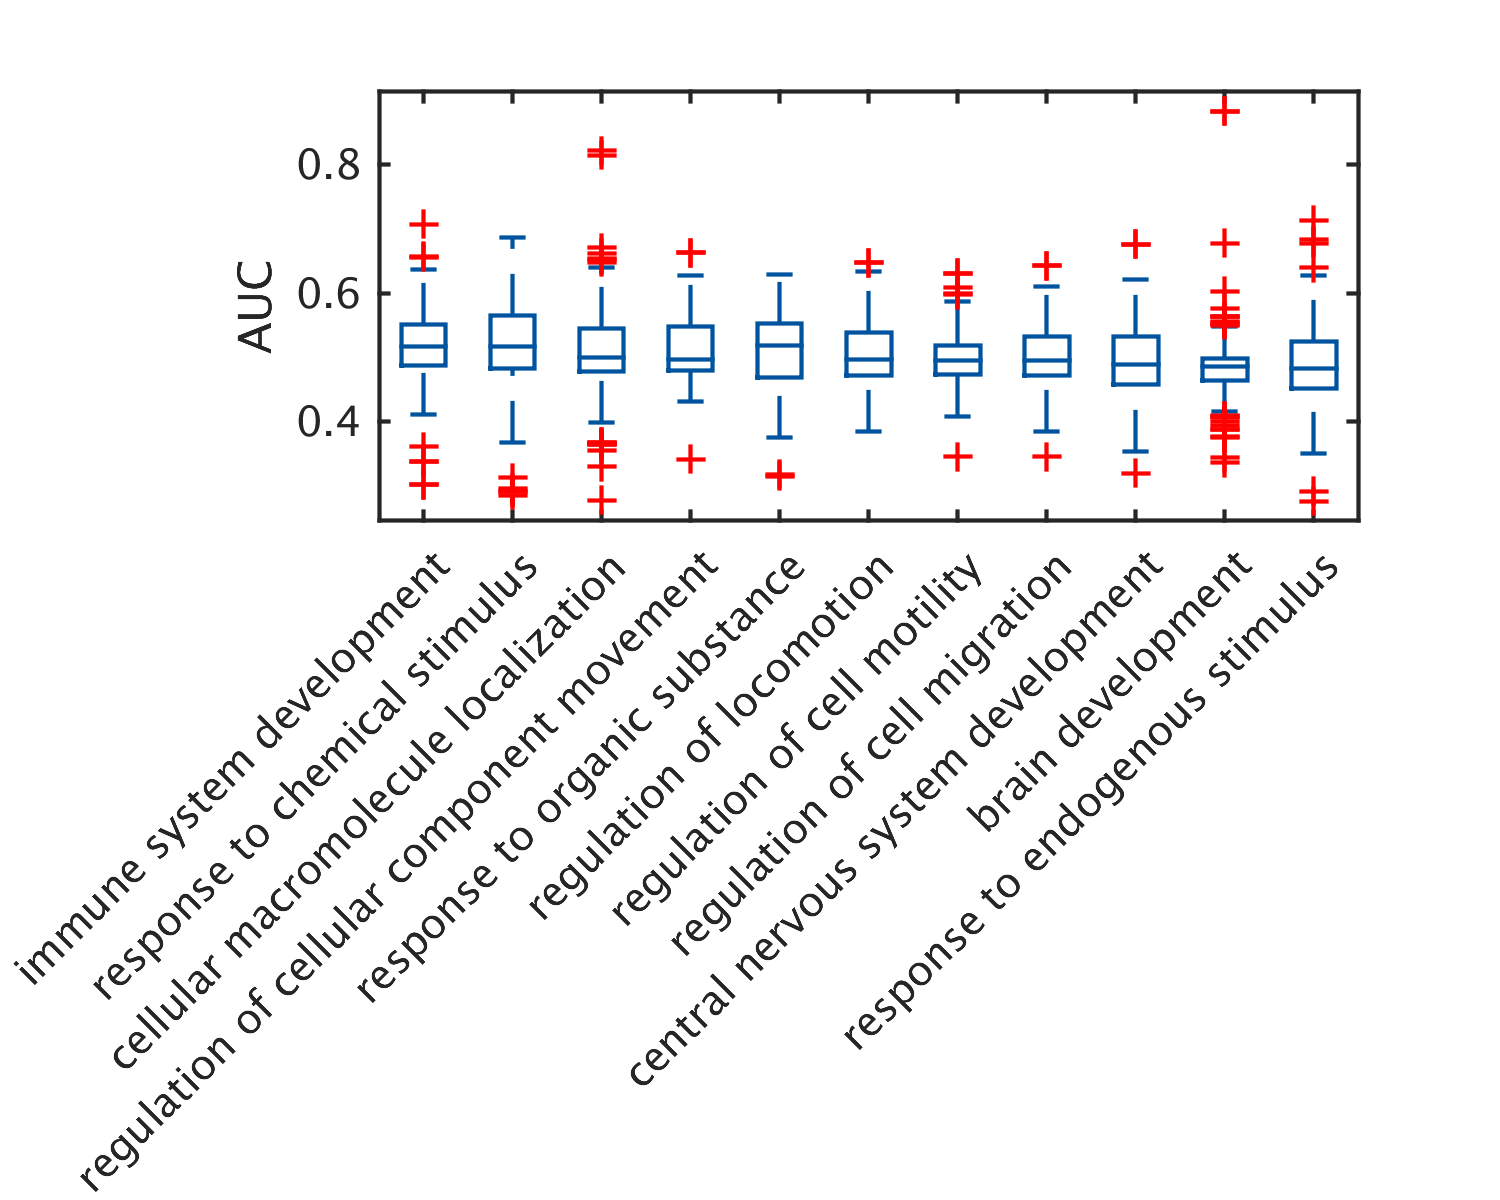 AUC
0.8
0.6
0.4
immune system development
response to chemical stimulus
cellular macromolecule localization
regulation of cellular component movement
response to organic substance
regulation of locomotion
regulation of cell motility
regulation of cell migration
central nervous system development
brain development
response to endogenous stimulus